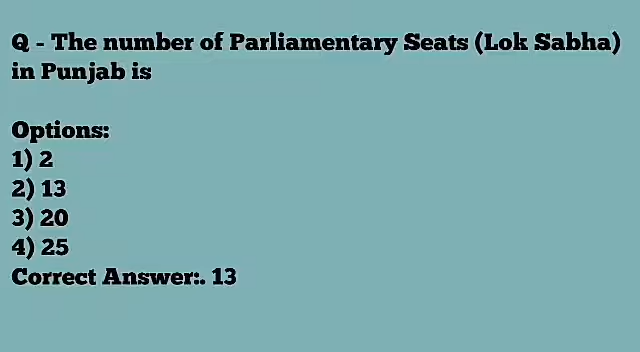 Q - The number of Parliamentary Seats (Lok Sabha)
in Punjab is
Options:
1) 2
2) 13
3) 20
4) 25
Correct Answer:. 13